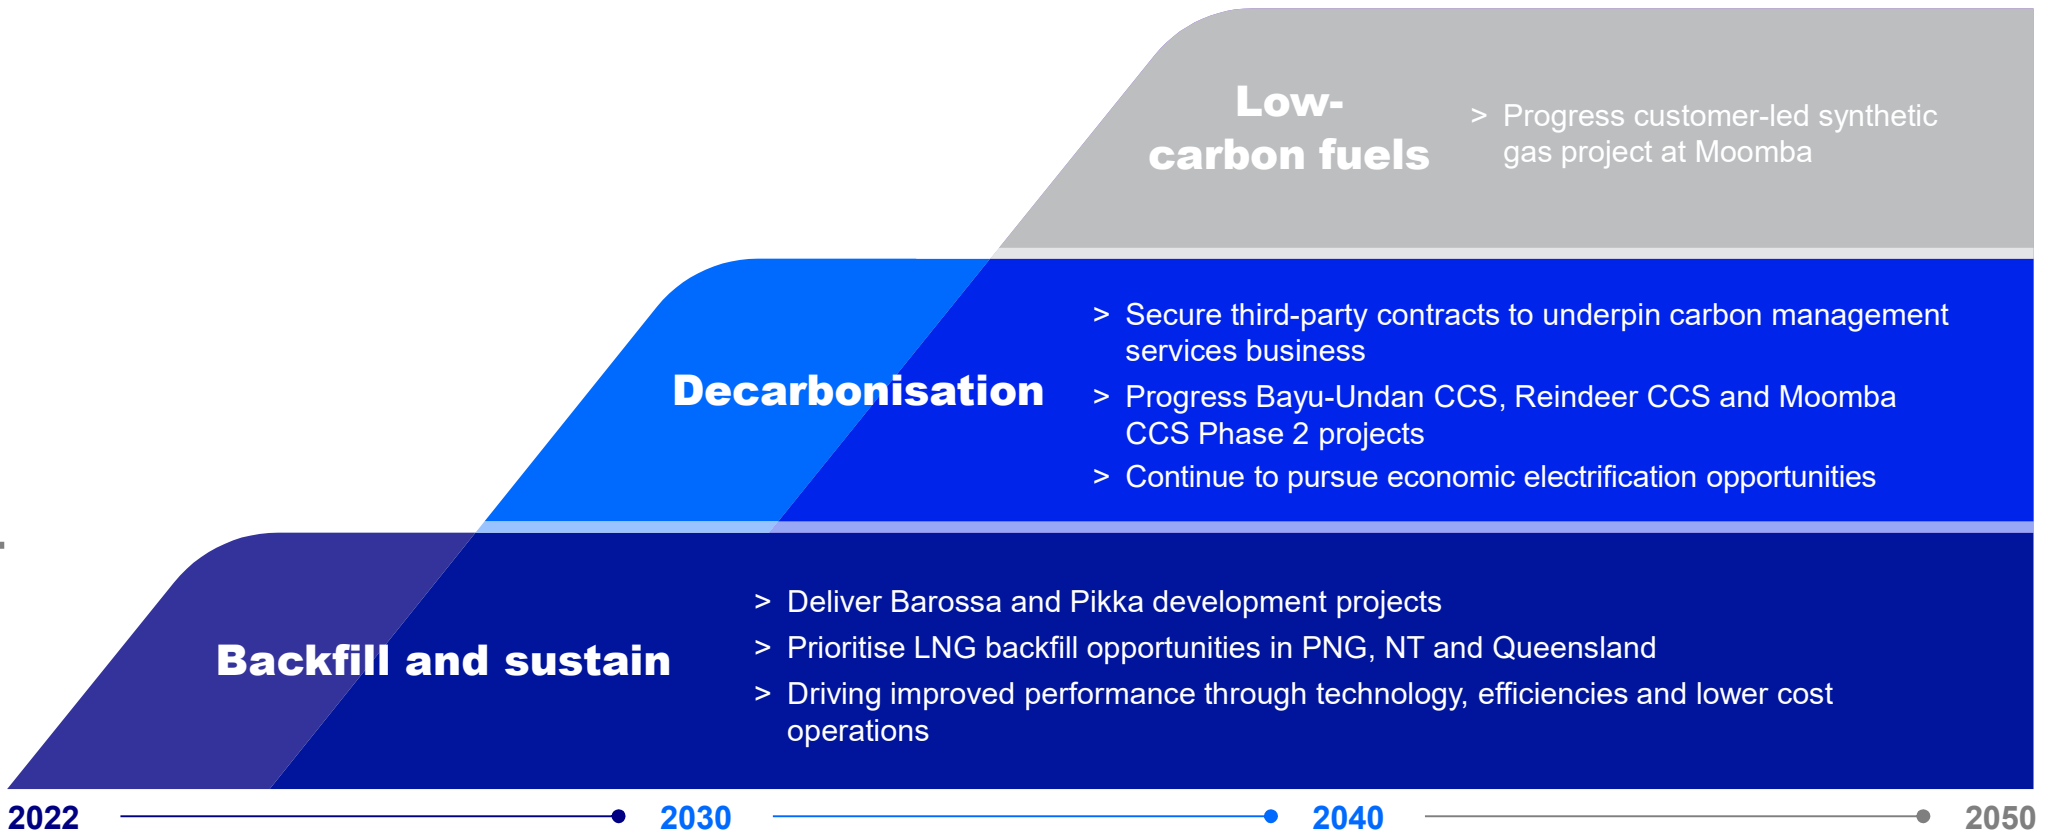 Low-
carbon fuels
> Progress customer-led synthetic
gas project at Moomba
Decarbonisation
> Secure third-party contracts to underpin carbon management
services business
> Progress Bayu-Undan CCS, Reindeer CCS and Moomba
CCS Phase 2 projects
> Continue to pursue economic electrification opportunities
Backfill and sustain
> Deliver Barossa and Pikka development projects
> Prioritise LNG backfill opportunities in PNG, NT and Queensland
> Driving improved performance through technology, efficiencies and lower cost
operations
2022 2030 2040 2050